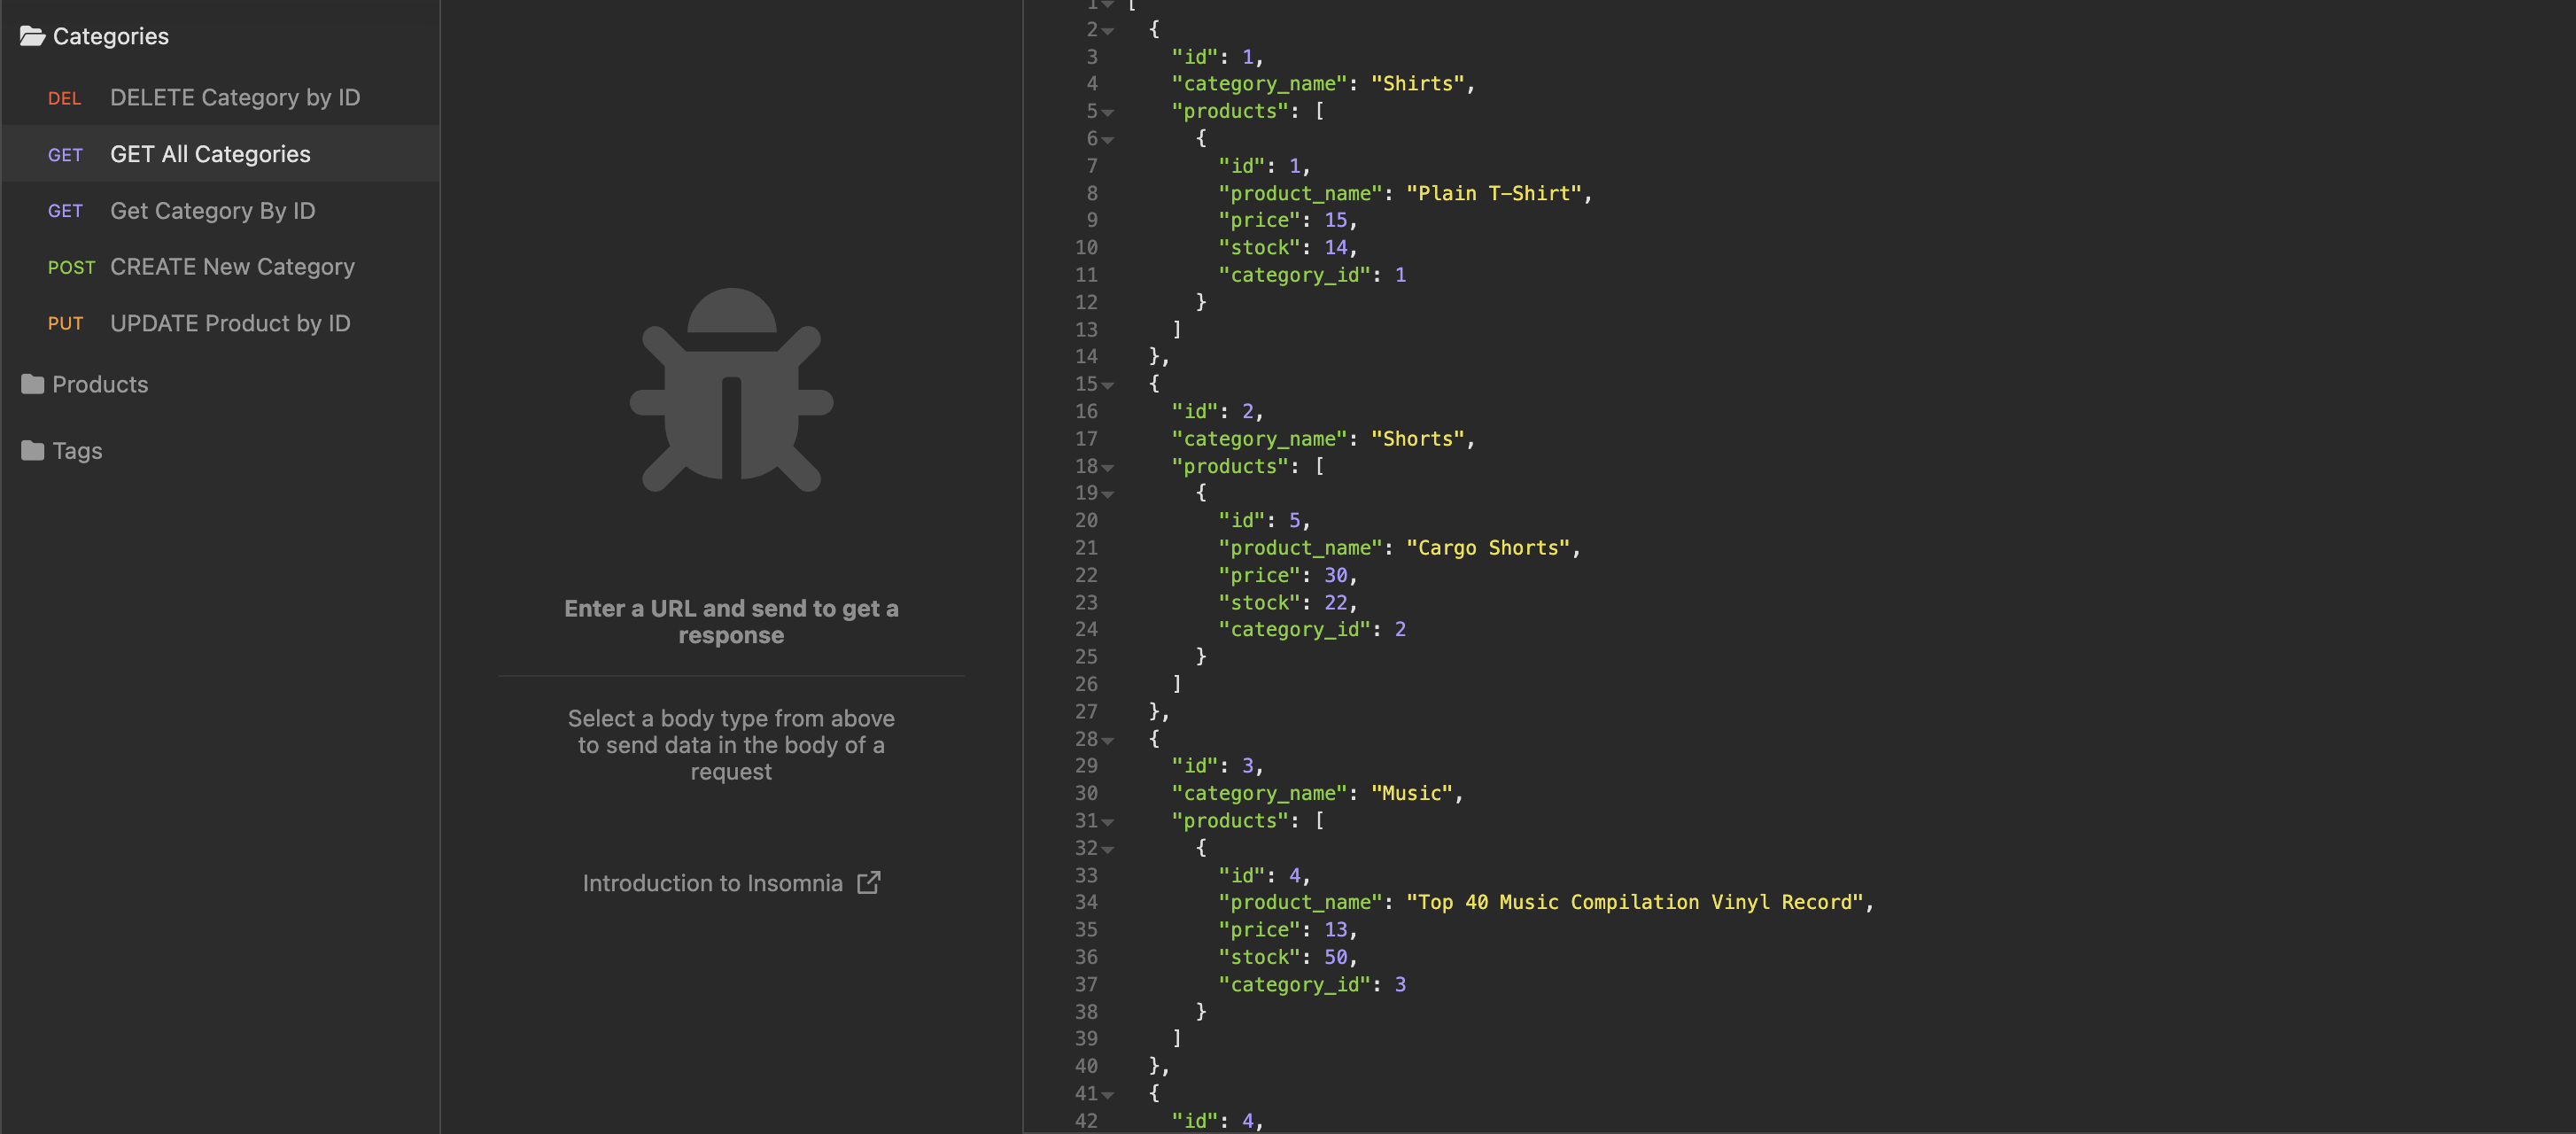 Categories
DEL DELETE Category by ID
GET GET All Categories
GET Get Category By ID
POST CREATE New Category
PUT UPDATE Product by ID
Products
Tags
Enter a URL and send to get a
response
Select a body type from above
to send data in the body of a
request
Introduction to Insomnia
1 [
2 {
3 "id": 1,
4 "category_name": "Shirts",
5 "products": [
6 {
7 "id": 1,
8 "product_name": "Plain T-Shirt",
9 "price": 15,
10 "stock": 14,
11 "category_id": 1
12 }
13 ]
14 },
15 {
16 "id": 2,
17 "category_name": "Shorts",
18 "products": [
19 {
20 "id": 5,
21 "product_name": "Cargo Shorts",
22 "price": 30,
23 "stock": 22,
24 "category_id": 2
25 }
26 ]
27 },
28 {
29 "id": 3,
30 "category_name": "Music",
31 "products": [
32 {
33 "id": 4,
34 "product_name": "Top 40 Music Compilation Vinyl Record",
35 "price": 13,
36 "stock": 50,
37 "category_id": 3
38 }
39 ]
40 },
41 {
42 "id": 4,